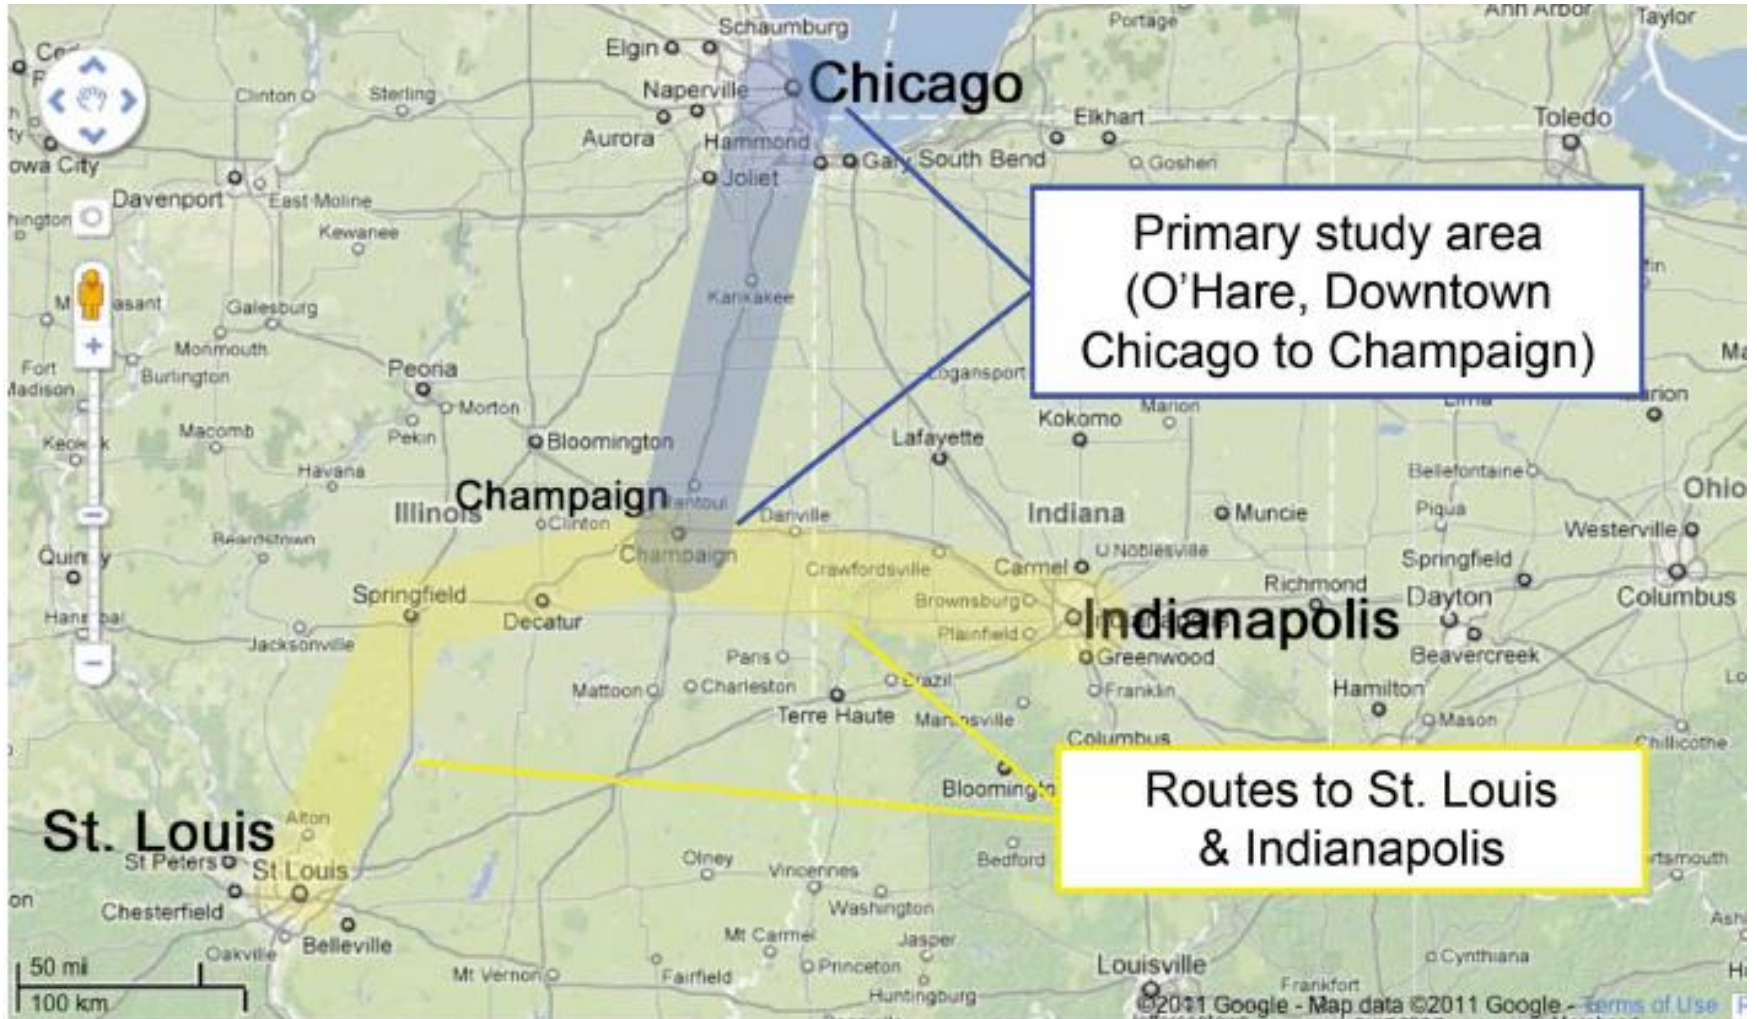 Schaumburg
Portage
Ann Arbor
Taylor
Elgin
Chicago
Clinton
Sterling
Naperville
Aurora
Hammond
Elkhart
Toledo
owa City
Gary
South Bend
Goshen
Joliet
Davenport
East Moline
Kewanee
Primary study area
(O'Hare, Downtown
Chicago to Champaign)
Kankakee
Galesburg
Monmouth
Fort
Madison
Burlington
Peoria
Morton
Pekin
Macomb
Bloomington
Logansport
Marion
Kokomo
Lafayette
Lima
Havana
Champaign
Bellefontaine
Illinois
Clinton
Danville
Indiana
Muncie
Piqua
Ohio
Westerville
Beardstown
Champaign
Crawfordsville
Noblesville
Carmel
Springfield
Columbus
Richmond
Dayton
Springfield
Decatur
Brownsburg
Indianapolis
Plainfield
Greenwood
Beavercreek
Jacksonville
Paris
Mattoon
Charleston
Brazil
Franklin
Hamilton
Mason
Terre Haute
Martinsville
Columbus
Chillicothe
Routes to St. Louis
& Indianapolis
St. Louis
Alton
St Peters
St Louis
Chesterfield
Belleville
Oakville
Olney
Vincennes
Washington
Bedford
Mt Carmel
Jasper
Princeton
Huntingburg
Mt Vernon
Fairfield
Louisville
Frankfort
Cynthiana
50 mi
100 km
©2011 Google - Map data ©2011 Google - Terms of Use